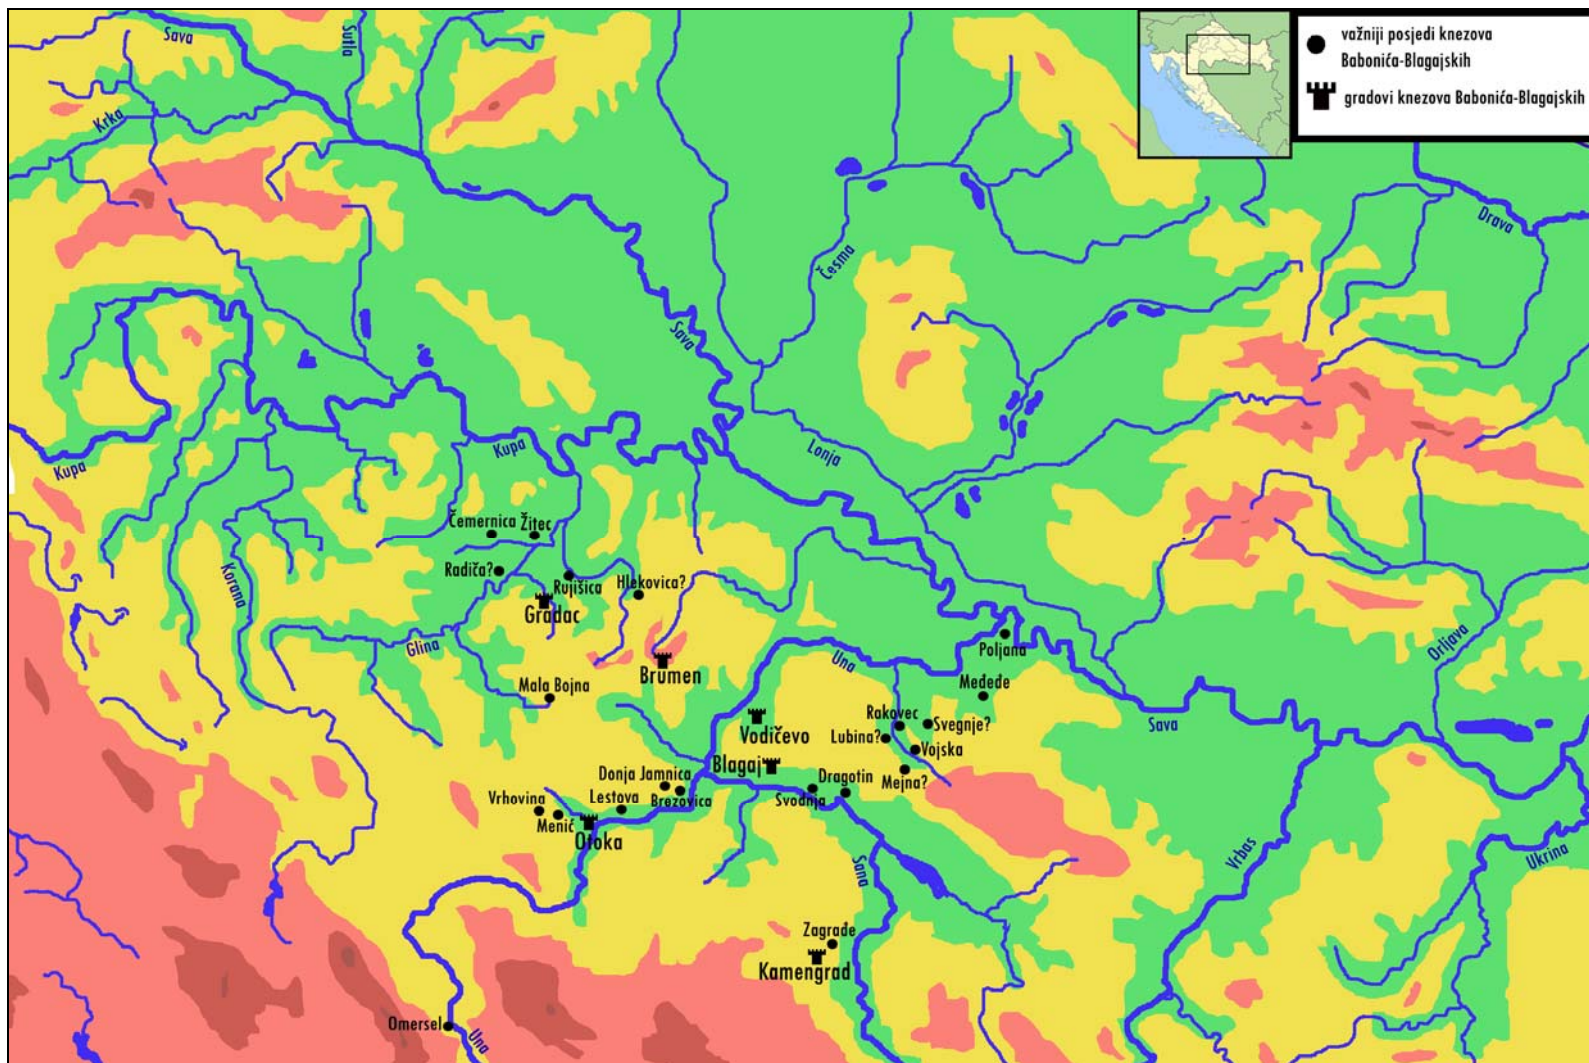 Sava
Sutla
važniji posjedi knezova
Babonića-Blagajskih
gradovi knezova Babonića-Blagajskih
Krka
Drava
Česma
Sava
Kupa
Kupa
Lonja
Korana
Čemernica
Žitec
Radiča?
Rujišica
Hlekovica?
Gradac
Glina
Brumen
Mala Bojna
Una
Poljana
Orljava
Međeđe
Sava
Vodičevo
Rakovec
Svegnje?
Lubina?
Vojska
Blagaj
Mejna?
Donja Jamnica
Brezovica
Dragotin
Svodnja
Vrhovina
Menić
Lestova
Otoka
Sana
Vrbas
Ukrina
Zagrađe
Kamengrad
Omersel
Una